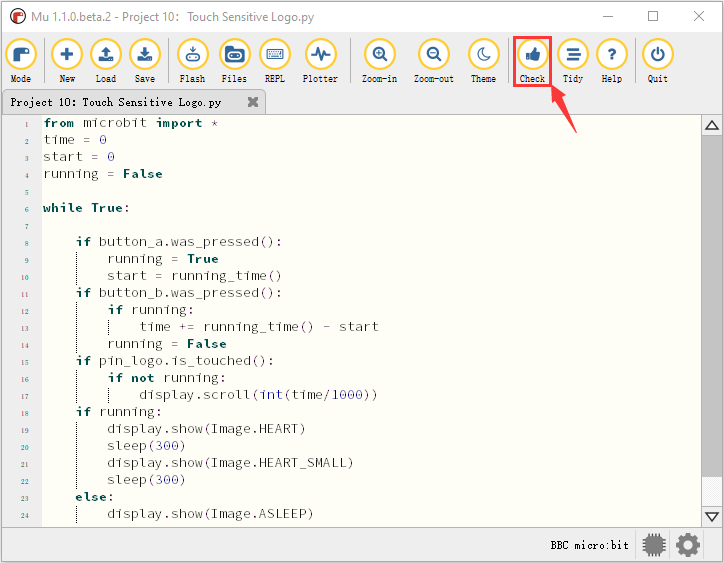 Mu 1.1.0.beta.2 - Project 10： Touch Sensitive Logo.py
Mode New Load Save Flash Files REPL Plotter Zoom-in Zoom-out Theme Check Tidy Help Quit
Project 10: Touch Sensitive Logo.py
1 from microbit import *
2 time = 0
3 start = 0
4 running = False
5
6 while True:
7
8 if button_a.was_pressed():
9 running = True
10 start = running_time()
11 if button_b.was_pressed():
12 if running:
13 time += running_time() - start
14 running = False
15 if pin_logo.is_touched():
16 if not running:
17 display.scroll(int(time/1000))
18 if running:
19 display.show(Image.HEART)
20 sleep(300)
21 display.show(Image.HEART_SMALL)
22 sleep(300)
23 else:
24 display.show(Image.ASLEEP)
BBC micro:bit